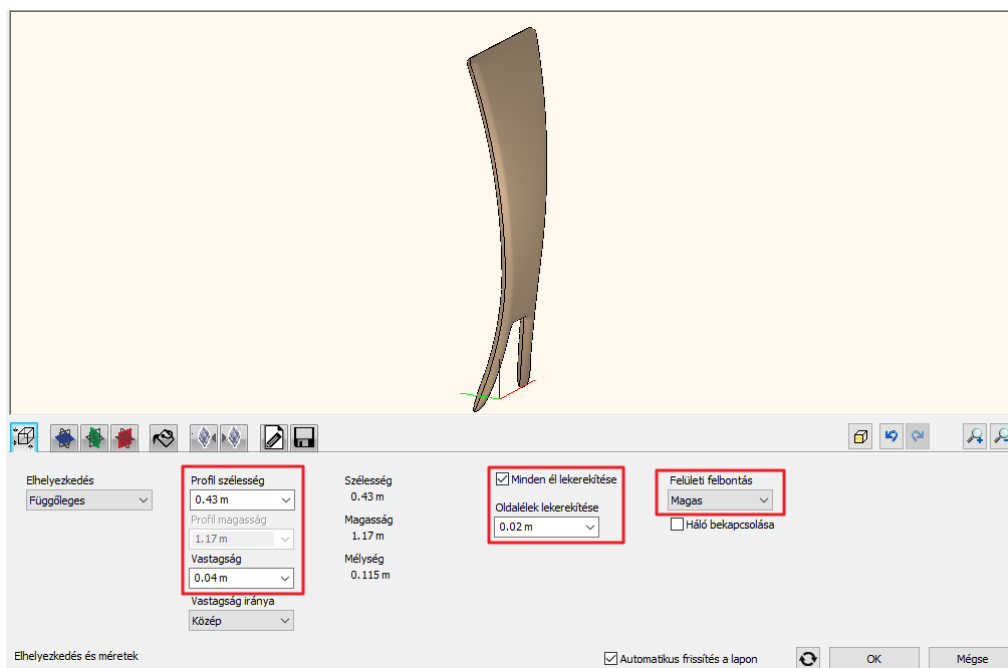 Elhelyezkedés
Függőleges
Profil szélesség
0.43 m
Profil magasság
1.17 m
Vastagság
0.04 m
Vastagság iránya
Közép
Szélesség
0.43 m
Magasság
1.17 m
Mélység
0.115 m
Minden él lekerekítése
Oldalélek lekerekítése
0.02 m
Felületi felbontás
Magas
Háló bekapcsolása
Elhelyezkedés és méretek
Automatikus frissítés a lapon
OK
Mégse